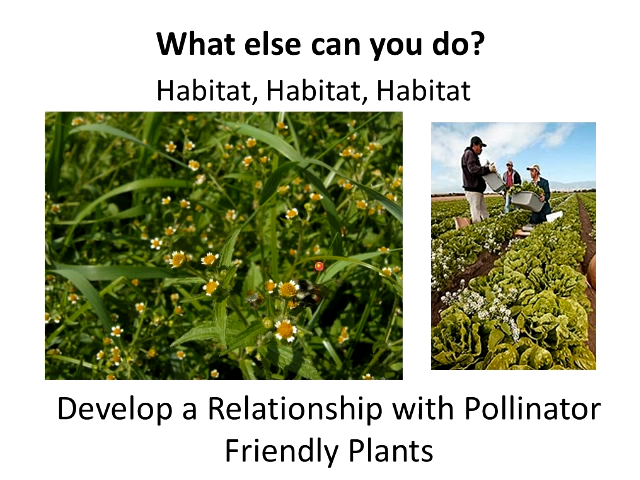 What else can you do?
Habitat, Habitat, Habitat
Develop a Relationship with Pollinator
Friendly Plants